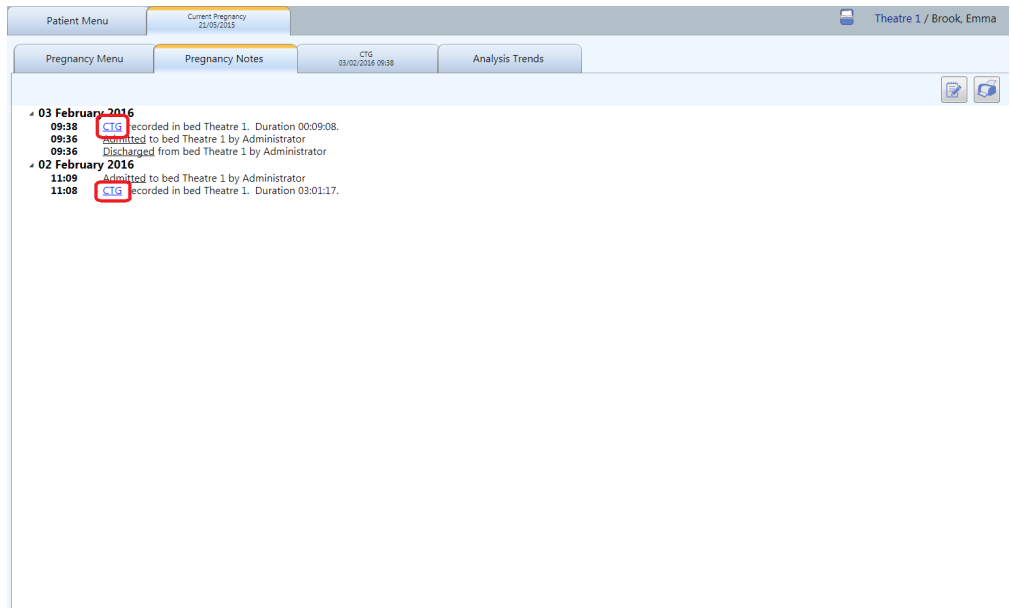 Patient Menu
Current Pregnancy
21/05/2015
Theatre 1 / Brook, Emma
Pregnancy Menu
Pregnancy Notes
CTG
03/02/2016 09:38
Analysis Trends
03 February 2016
09:38 CTG recorded in bed Theatre 1. Duration 00:09:08.
09:36 Admitted to bed Theatre 1 by Administrator
09:36 Discharged from bed Theatre 1 by Administrator
02 February 2016
11:09 Admitted to bed Theatre 1 by Administrator
11:08 CTG recorded in bed Theatre 1. Duration 03:01:17.